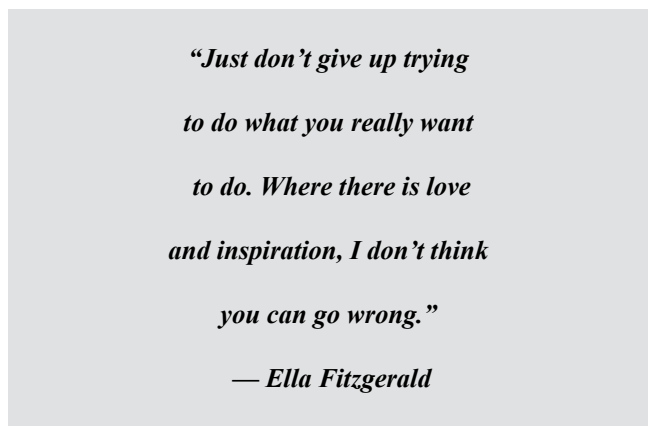 “Just don’t give up trying
to do what you really want
to do. Where there is love
and inspiration, I don’t think
you can go wrong.”
— Ella Fitzgerald